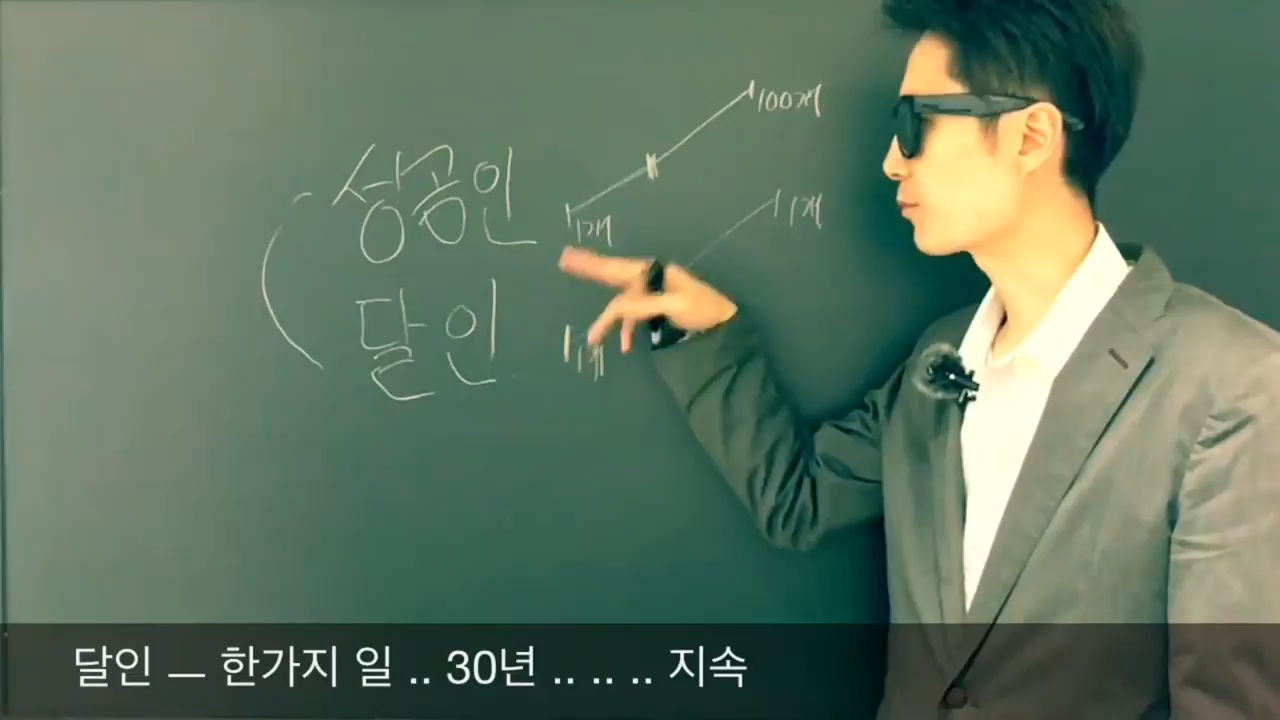 100개
성공인
1개
1개
달인
1개
달인 — 한가지 일 .. 30년 .. .. .. 지속